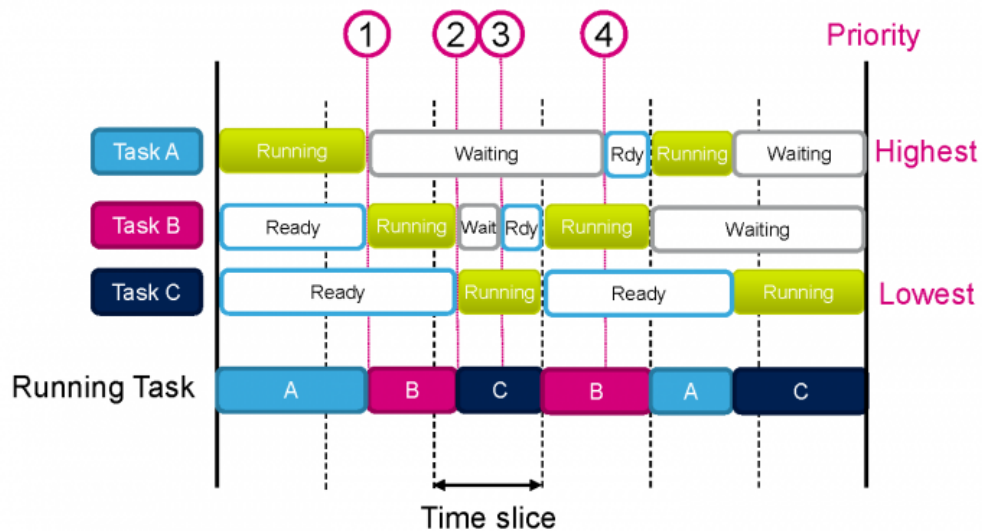 1 2 3 4 Priority
Task A Running Waiting Rdy Running Waiting Highest
Task B Ready Running Wait Rdy Running Waiting
Task C Ready Running Ready Running Lowest
Running Task A B C B A C
Time slice